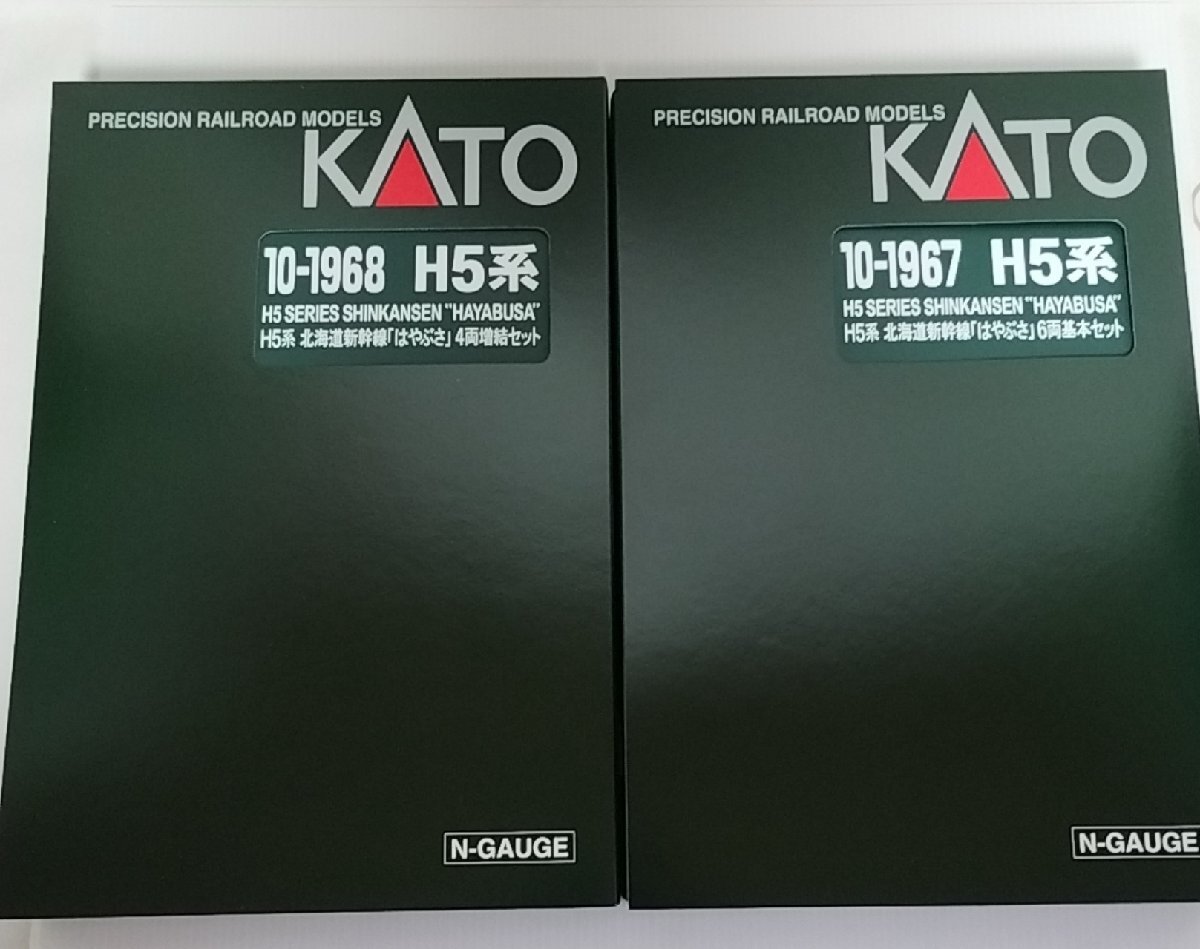 PRECISION RAILROAD MODELS
KATO
10-1968 H5系
H5 SERIES SHINKANSEN "HAYABUSA"
H5系 北海道新幹線「はやぶさ」4両増結セット
N-GAUGE
PRECISION RAILROAD MODELS
KATO
10-1967 H5系
H5 SERIES SHINKANSEN "HAYABUSA"
H5系 北海道新幹線「はやぶさ」6両基本セット
N-GAUGE